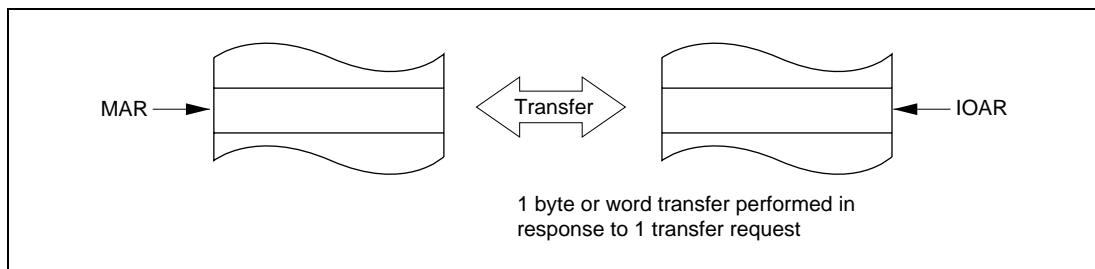 MAR
Transfer
IOAR
1 byte or word transfer performed in
response to 1 transfer request